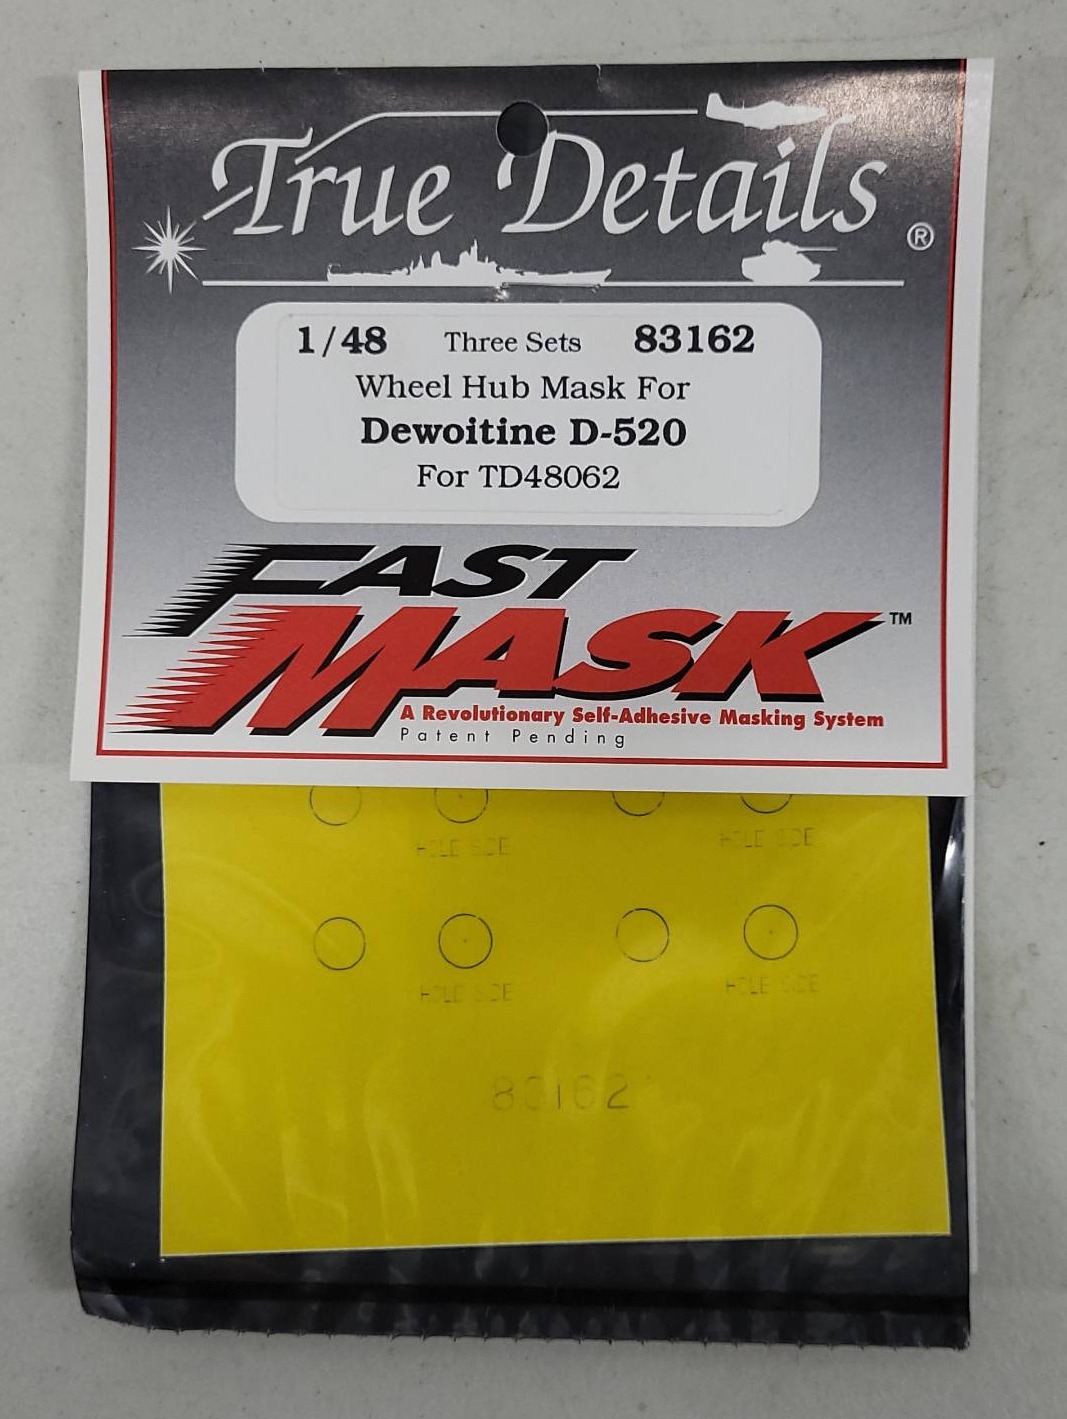 True Details ®
1/48 Three Sets 83162
Wheel Hub Mask For
Dewoitine D-520
For TD48062
FAST
MASK ™
A Revolutionary Self-Adhesive Masking System
Patent Pending
HOLE SIDE HOLE SIDE
HOLE SIDE HOLE SIDE
83162